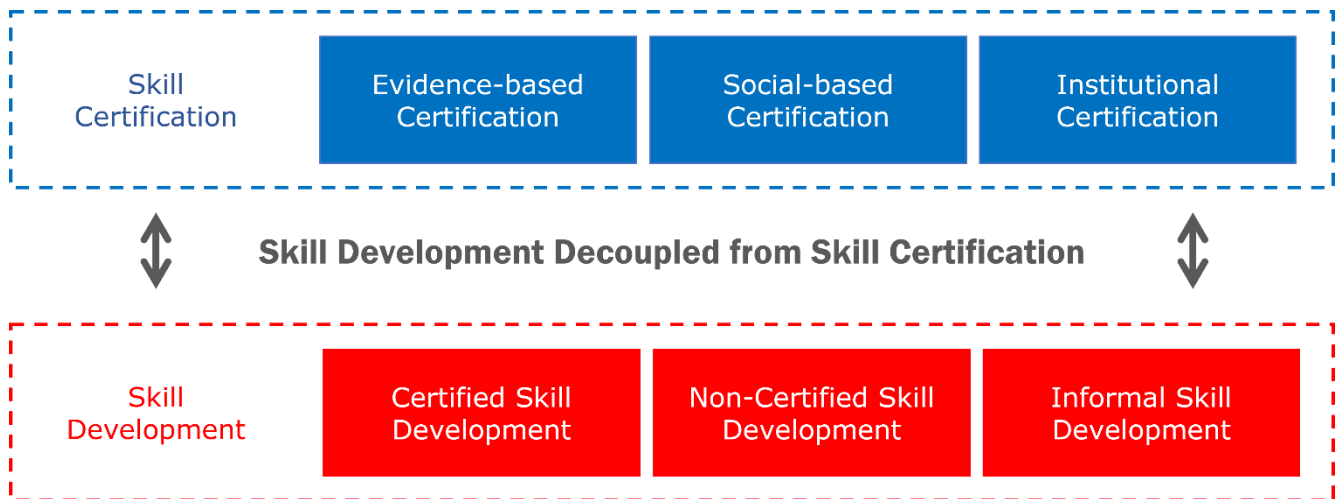 Skill
Certification
Evidence-based
Certification
Social-based
Certification
Institutional
Certification
Skill Development Decoupled from Skill Certification
Skill
Development
Certified Skill
Development
Non-Certified Skill
Development
Informal Skill
Development